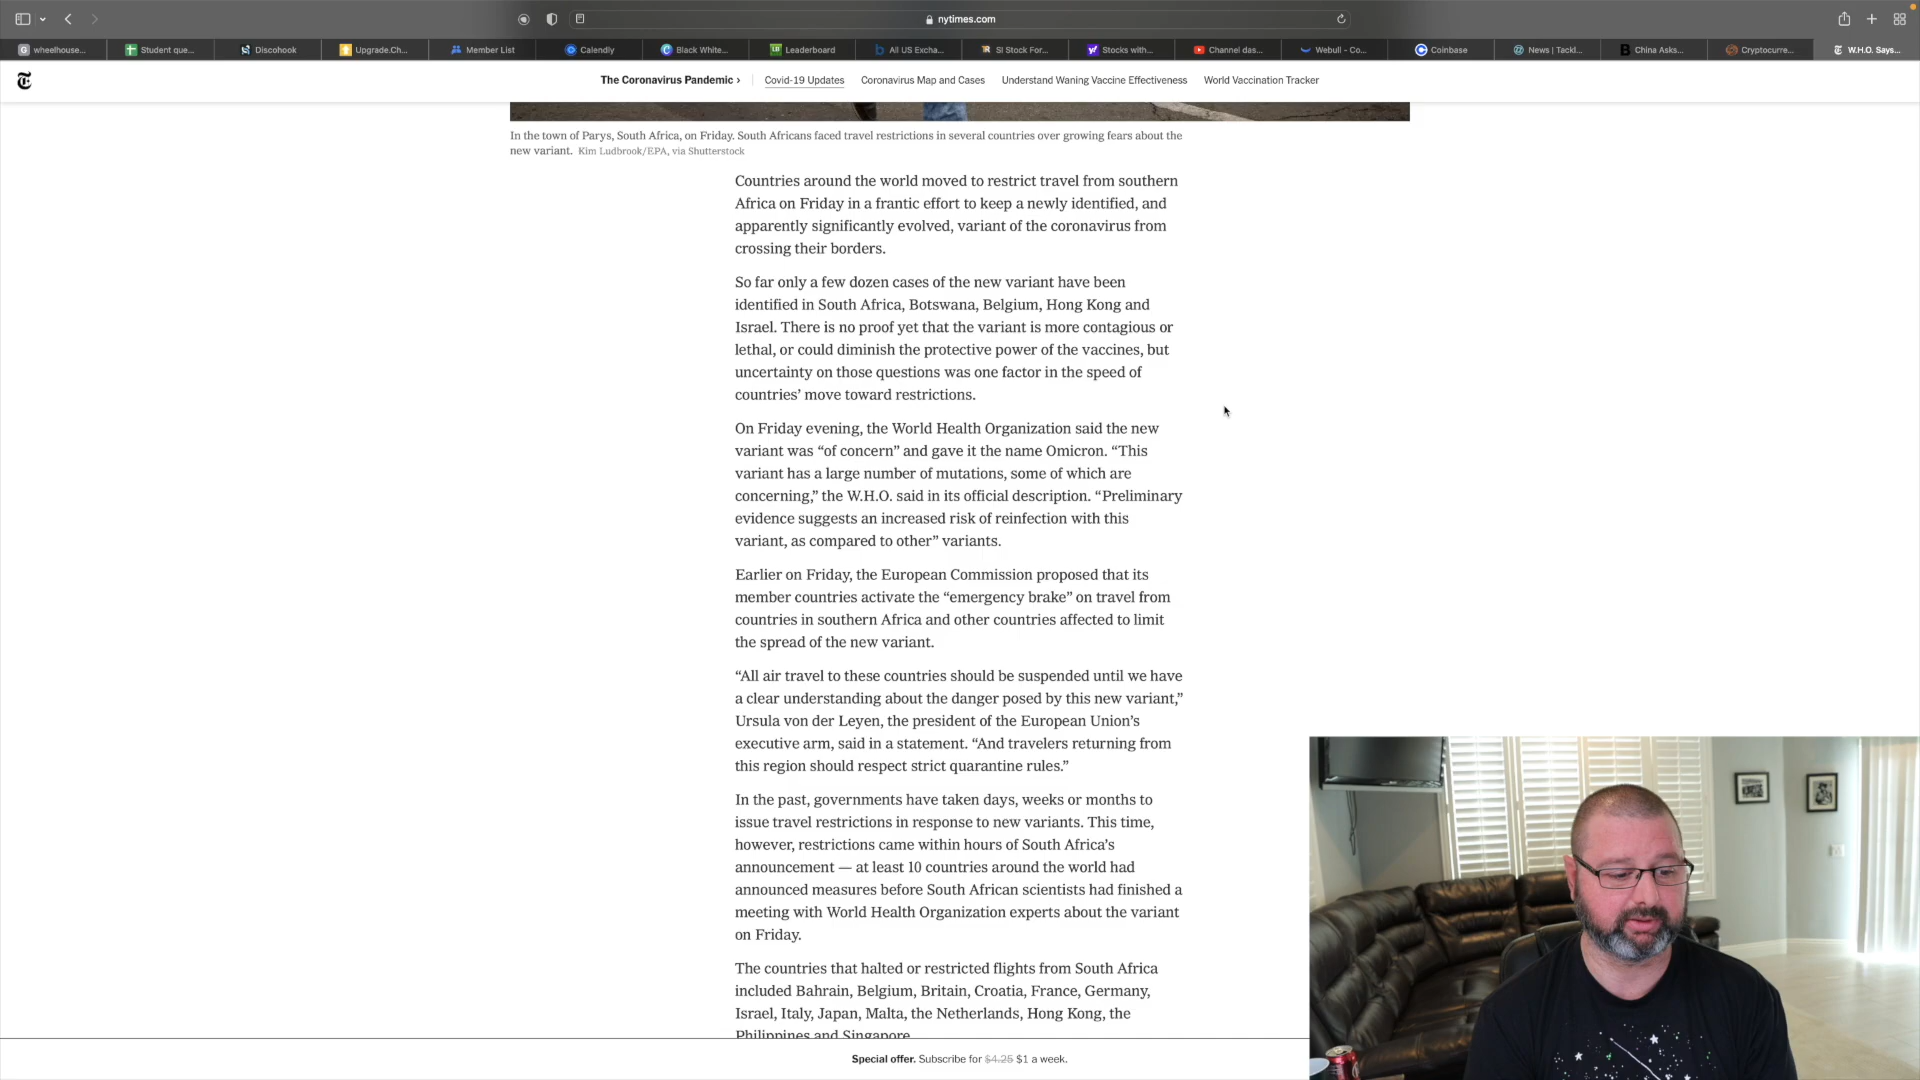 nytimes.com
wheelhouse...
Student que...
Discohook
Upgrade.Ch...
Member List
Calendly
Black White...
Leaderboard
All US Excha...
SI Stock For...
Stocks with...
Channel das...
Webull - Co...
Coinbase
News | Tackl...
China Asks...
Cryptocurre...
W.H.O. Says...
The Coronavirus Pandemic ›
Covid-19 Updates
Coronavirus Map and Cases
Understand Waning Vaccine Effectiveness
World Vaccination Tracker
In the town of Parys, South Africa, on Friday. South Africans faced travel restrictions in several countries over growing fears about the
new variant. Kim Ludbrook/EPA, via Shutterstock
Countries around the world moved to restrict travel from southern
Africa on Friday in a frantic effort to keep a newly identified, and
apparently significantly evolved, variant of the coronavirus from
crossing their borders.
So far only a few dozen cases of the new variant have been
identified in South Africa, Botswana, Belgium, Hong Kong and
Israel. There is no proof yet that the variant is more contagious or
lethal, or could diminish the protective power of the vaccines, but
uncertainty on those questions was one factor in the speed of
countries’ move toward restrictions.
On Friday evening, the World Health Organization said the new
variant was “of concern” and gave it the name Omicron. “This
variant has a large number of mutations, some of which are
concerning,” the W.H.O. said in its official description. “Preliminary
evidence suggests an increased risk of reinfection with this
variant, as compared to other” variants.
Earlier on Friday, the European Commission proposed that its
member countries activate the “emergency brake” on travel from
countries in southern Africa and other countries affected to limit
the spread of the new variant.
“All air travel to these countries should be suspended until we have
a clear understanding about the danger posed by this new variant,”
Ursula von der Leyen, the president of the European Union’s
executive arm, said in a statement. “And travelers returning from
this region should respect strict quarantine rules.”
In the past, governments have taken days, weeks or months to
issue travel restrictions in response to new variants. This time,
however, restrictions came within hours of South Africa’s
announcement — at least 10 countries around the world had
announced measures before South African scientists had finished a
meeting with World Health Organization experts about the variant
on Friday.
The countries that halted or restricted flights from South Africa
included Bahrain, Belgium, Britain, Croatia, France, Germany,
Israel, Italy, Japan, Malta, the Netherlands, Hong Kong, the
Philippines and Singapore.
Special offer. Subscribe for $4.25 $1 a week.